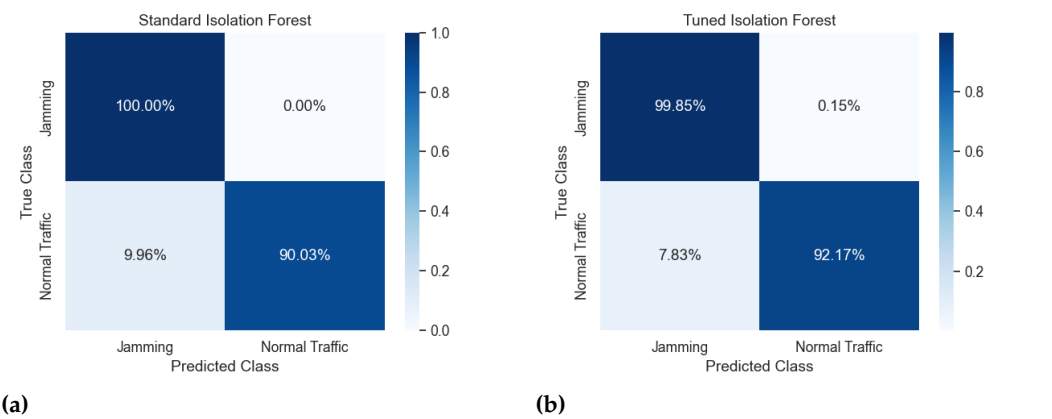 Standard Isolation Forest
True Class
Jamming
Normal Traffic
100.00%
0.00%
9.96%
90.03%
Jamming
Normal Traffic
Predicted Class
1.0
0.8
0.6
0.4
0.2
0.0
(a)
Tuned Isolation Forest
True Class
Jamming
Normal Traffic
99.85%
0.15%
7.83%
92.17%
Jamming
Normal Traffic
Predicted Class
0.8
0.6
0.4
0.2
(b)